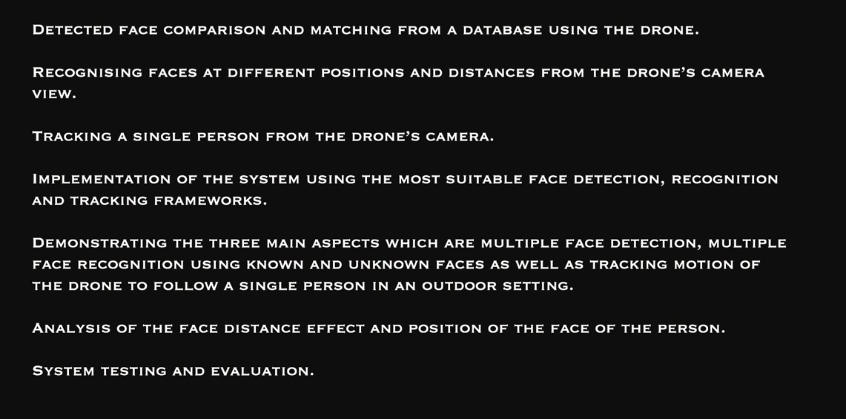 Detected face comparison and matching from a database using the drone.
Recognising faces at different positions and distances from the drone's camera
view.
Tracking a single person from the drone's camera.
Implementation of the system using the most suitable face detection, recognition
and tracking frameworks.
Demonstrating the three main aspects which are multiple face detection, multiple
face recognition using known and unknown faces as well as tracking motion of
the drone to follow a single person in an outdoor setting.
Analysis of the face distance effect and position of the face of the person.
System testing and evaluation.